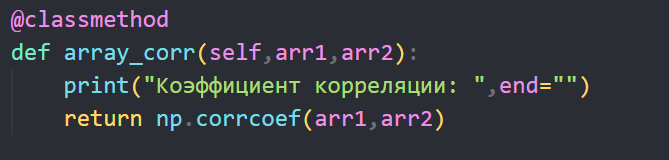 @classmethod
def array_corr(self,arr1,arr2):
    print("Коэффициент корреляции: ",end="")
    return np.corrcoef(arr1,arr2)